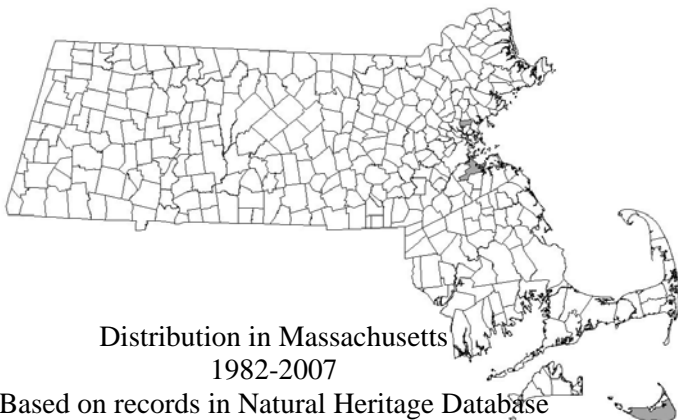 Distribution in Massachusetts
1982-2007
Based on records in Natural Heritage Database